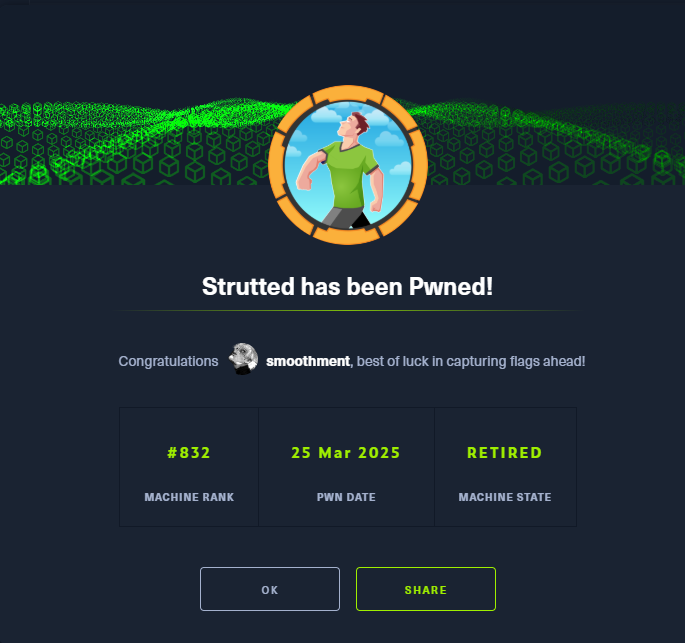 Strutted has been Pwned!
Congratulations smoothment, best of luck in capturing flags ahead!
#832 25 Mar 2025 RETIRED
MACHINE RANK PWN DATE MACHINE STATE
OK SHARE